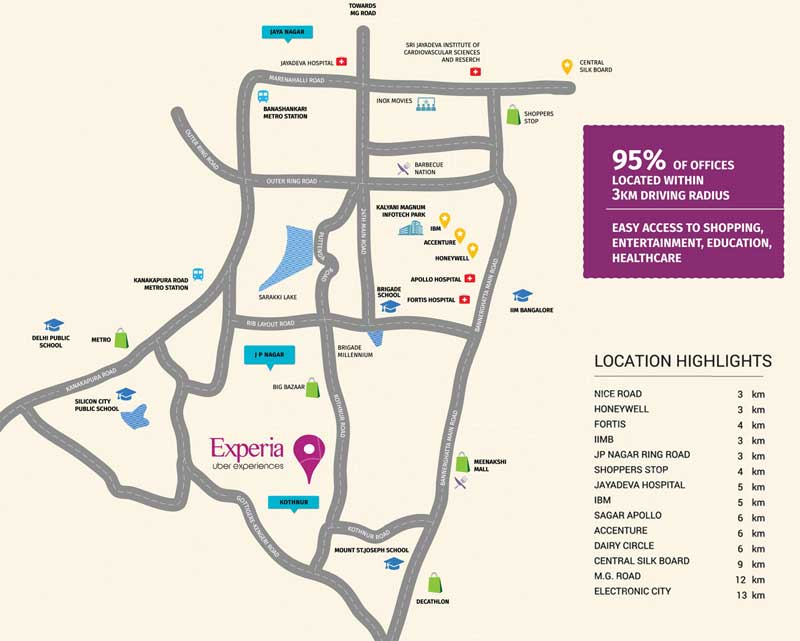 TOWARDS
MG ROAD
JAYA NAGAR
JAYADEVA HOSPITAL
SRI JAYADEVA INSTITUTE OF
CARDIOVASCULAR SCIENCES
AND RESERCH
CENTRAL
SILK BOARD
MARENAHALLI ROAD
BANASHANKARI
METRO STATION
INOX MOVIES
SHOPPERS
STOP
OUTER RING ROAD
BARBECUE
NATION
OUTER RING ROAD
95% OF OFFICES
LOCATED WITHIN
3KM DRIVING RADIUS
EASY ACCESS TO SHOPPING,
ENTERTAINMENT, EDUCATION,
HEALTHCARE
KALYANI MAGNUM
INFOTECH PARK
IBM
ACCENTURE
HONEYWELL
24TH MAIN ROAD
ROAD
SARAKKI LAKE
KANAKAPURA ROAD
METRO STATION
APOLLO HOSPITAL
BRIGADE
SCHOOL
FORTIS HOSPITAL
BANNERGHATTA MAIN ROAD
IIM BANGALORE
RIB LAYOUT ROAD
BRIGADE
MILLENNIUM
DELHI PUBLIC
SCHOOL
METRO
J P NAGAR
KANAKAPURA ROAD
SILICON CITY
PUBLIC SCHOOL
BIG BAZAAR
KOTHNUR ROAD
BANNERGHATTA MAIN ROAD
Experia
uber experiences
MEENAKSHI
MALL
KOTHNUR
GOTTIGERE-KENGERI ROAD
KOTHNUR ROAD
MOUNT ST.JOSEPH SCHOOL
DECATHLON
LOCATION HIGHLIGHTS
NICE ROAD 3 km
HONEYWELL 3 km
FORTIS 4 km
IIMB 3 km
JP NAGAR RING ROAD 3 km
SHOPPERS STOP 4 km
JAYADEVA HOSPITAL 5 km
IBM 5 km
SAGAR APOLLO 6 km
ACCENTURE 6 km
DAIRY CIRCLE 6 km
CENTRAL SILK BOARD 9 km
M.G. ROAD 12 km
ELECTRONIC CITY 13 km